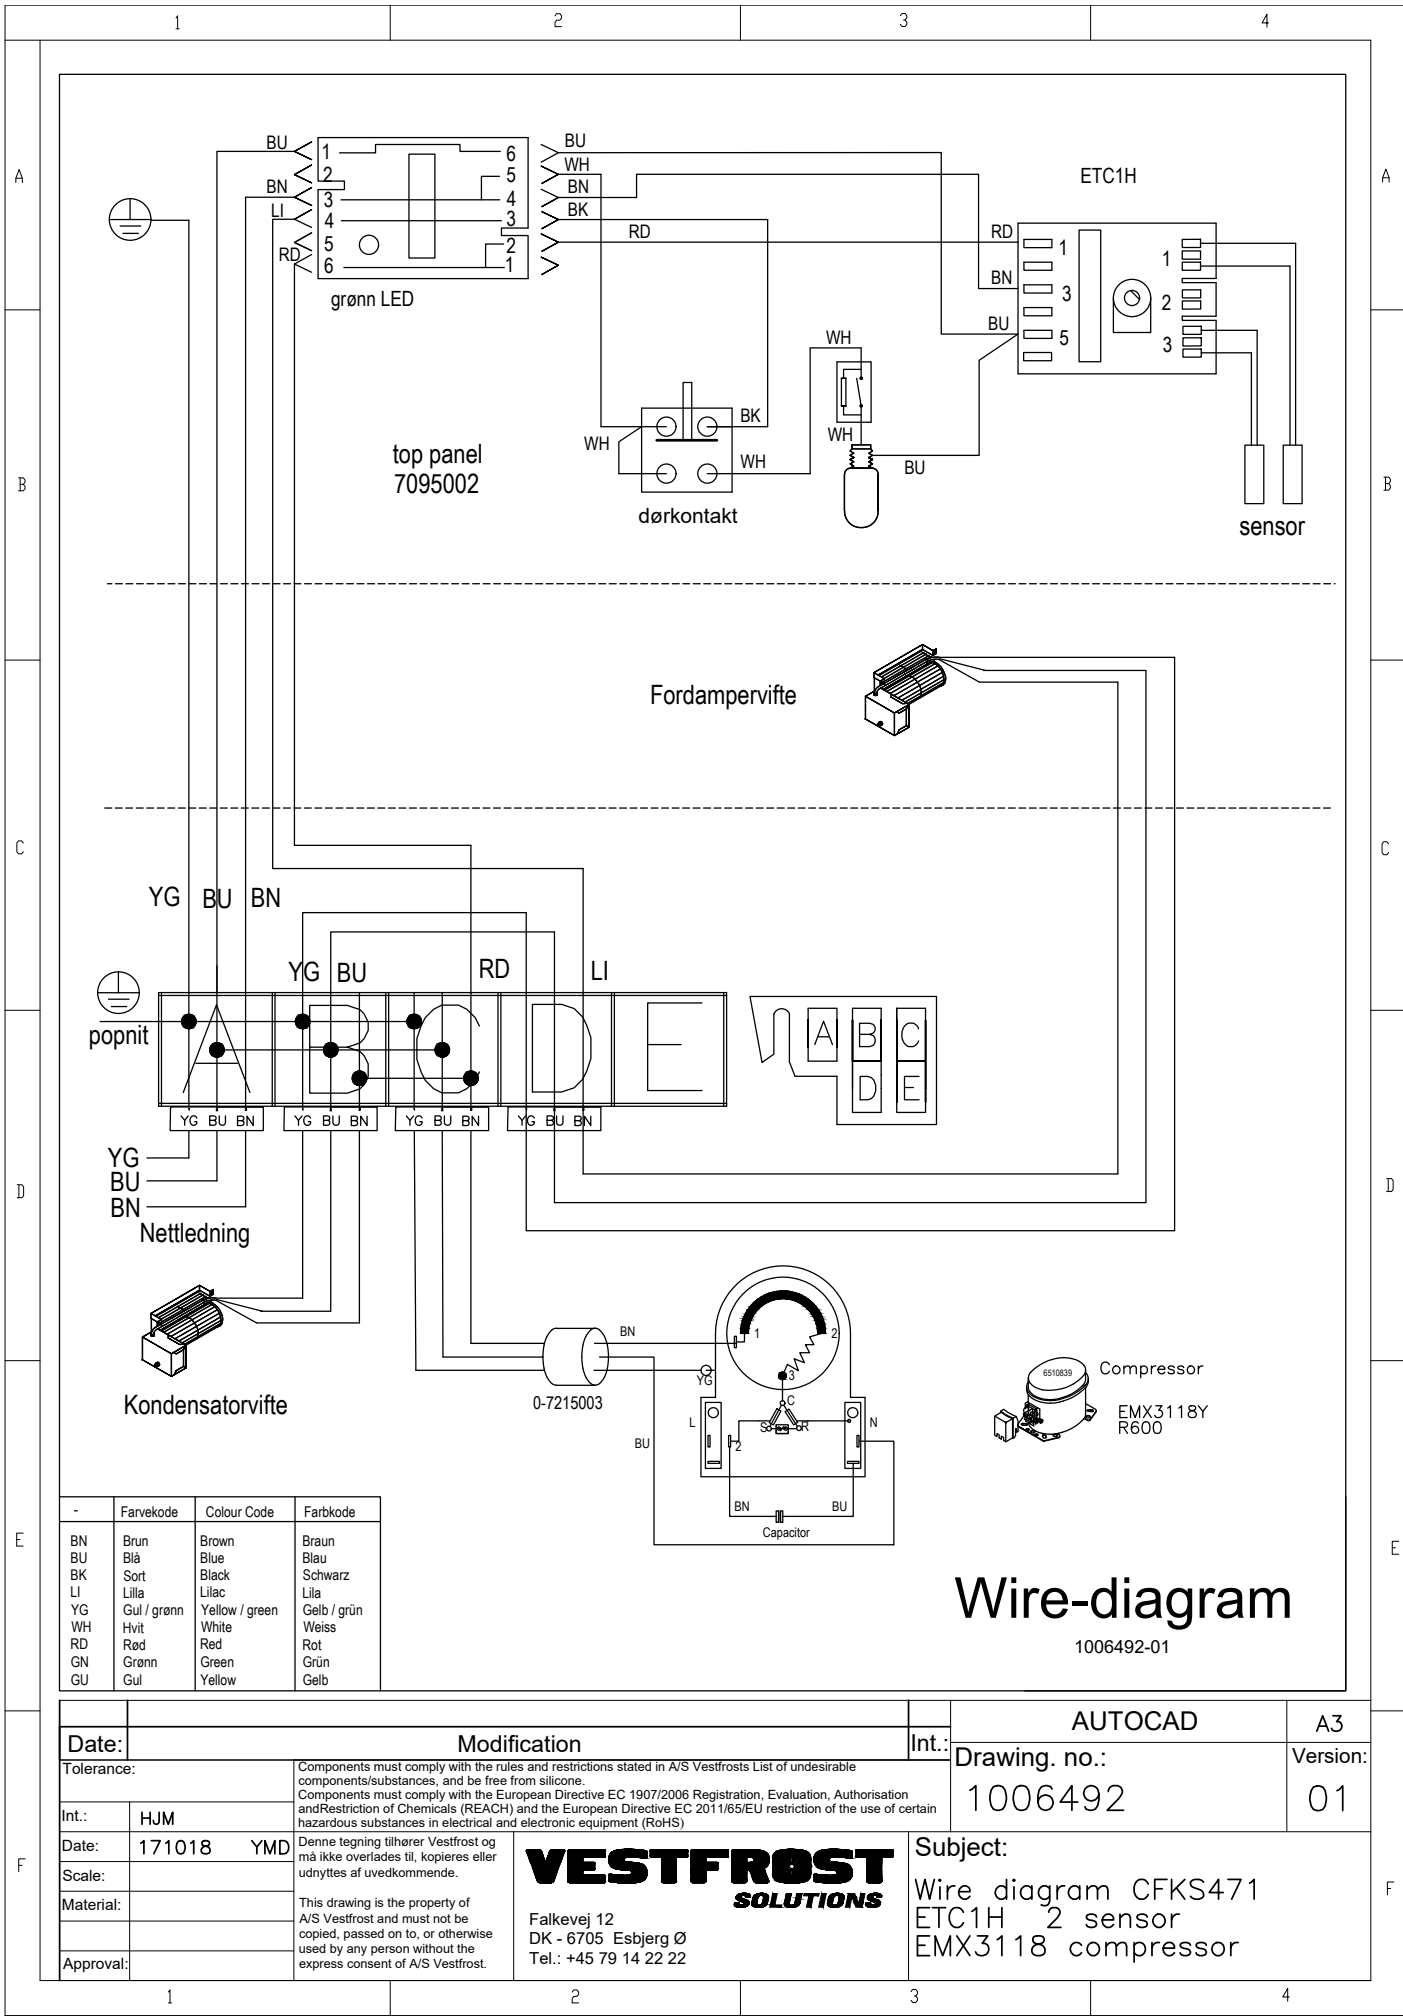 1 2 3 4
A A
BU 1 6 BU
2 5 WH
BN 3 4 BN
LI 4 3 BK
5 2 RD
RD 6 1
grønn LED
ETC1H
RD 1 1
BN 3 2
BU 5 3
B B
WH
WH
BK
WH
WH
BU
top panel
7095002
dørkontakt
sensor
Fordampervifte
C C
YG BU BN
YG BU RD LI
popnit
A B C D E
A B C
D E
YG BU BN YG BU BN YG BU BN YG BU BN
YG
BU
BN
D D
Nettledning
Kondensatorvifte
BN
0-7215003
YG
BU
1 2
3
C
S R
L N
2
BN BU
Capacitor
6510839
Compressor
EMX3118Y
R600
E E
- Farvekode Colour Code Farbkode
BN Brun Brown Braun
BU Blå Blue Blau
BK Sort Black Schwarz
LI Lilla Lilac Lila
YG Gul / grønn Yellow / green Gelb / grün
WH Hvit White Weiss
RD Rød Red Rot
GN Grønn Green Grün
GU Gul Yellow Gelb
Wire-diagram
1006492-01
Date: Modification Int.:
AUTOCAD A3
Drawing. no.: Version:
1006492 01
Tolerance:
Components must comply with the rules and restrictions stated in A/S Vestfrosts List of undesirable
components/substances, and be free from silicone.
Components must comply with the European Directive EC 1907/2006 Registration, Evaluation, Authorisation
andRestriction of Chemicals (REACH) and the European Directive EC 2011/65/EU restriction of the use of certain
hazardous substances in electrical and electronic equipment (RoHS)
Int.: HJM
Date: 171018 YMD
Scale:
Material:
Approval:
Denne tegning tilhører Vestfrost og
må ikke overlades til, kopieres eller
udnyttes af uvedkommende.
This drawing is the property of
A/S Vestfrost and must not be
copied, passed on to, or otherwise
used by any person without the
express consent of A/S Vestfrost.
VESTFROST
SOLUTIONS
Falkevej 12
DK - 6705 Esbjerg Ø
Tel.: +45 79 14 22 22
Subject:
Wire diagram CFKS471
ETC1H 2 sensor
EMX3118 compressor
F F
1 2 3 4